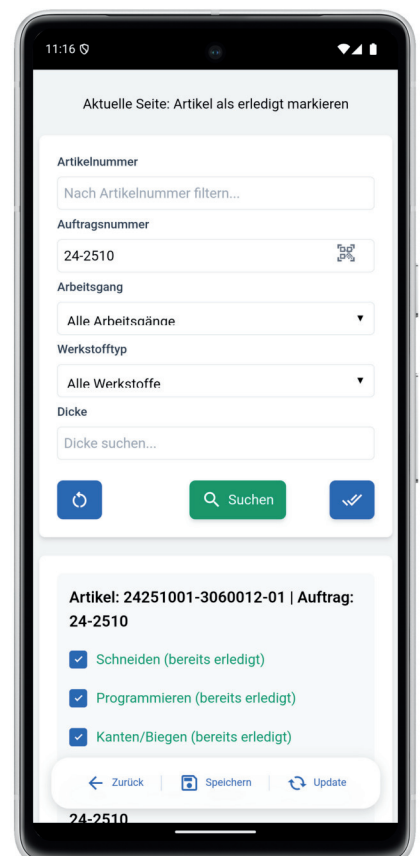 11:16
Aktuelle Seite: Artikel als erledigt markieren
Artikelnummer
Nach Artikelnummer filtern...
Auftragsnummer
24-2510
Arbeitsgang
Alle Arbeitsgänge
Werkstofftyp
Alle Werkstoffe
Dicke
Dicke suchen...
Suchen
Artikel: 24251001-3060012-01 | Auftrag:
24-2510
Schneiden (bereits erledigt)
Programmieren (bereits erledigt)
Kanten/Biegen (bereits erledigt)
Zurück Speichern Update
24-2510